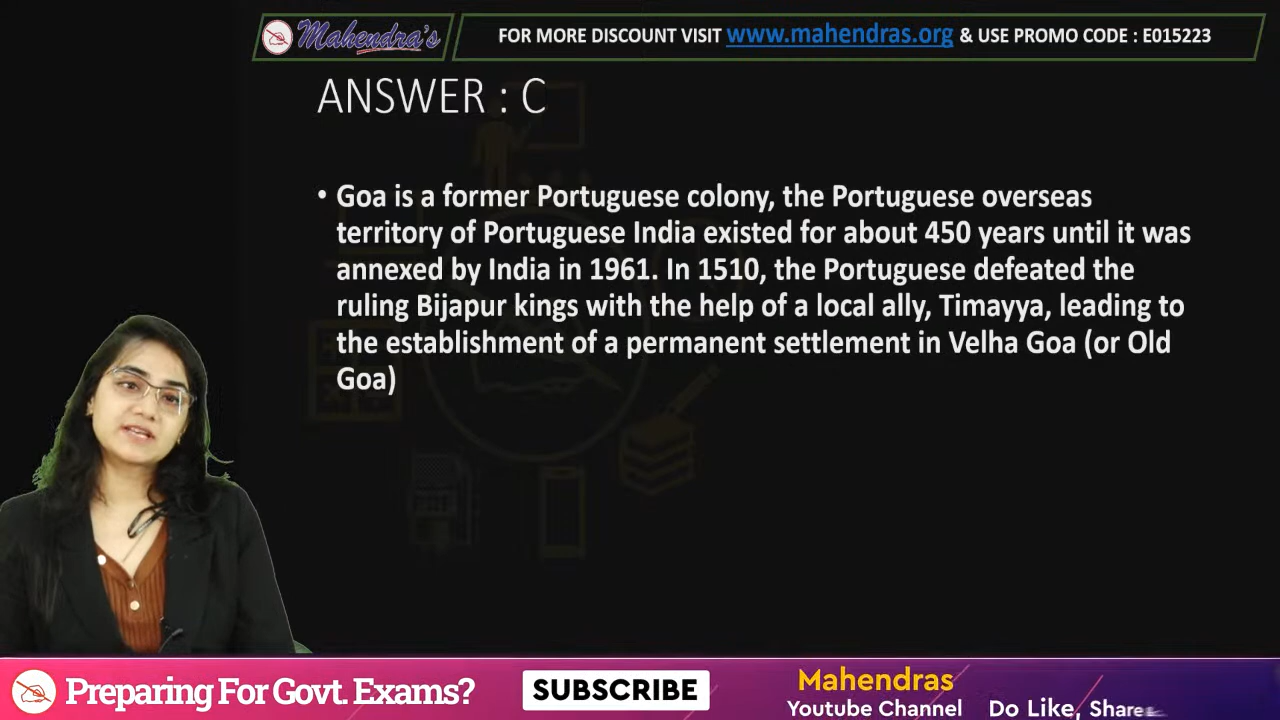 Mahendra's
FOR MORE DISCOUNT VISIT www.mahendras.org & USE PROMO CODE : E015223
ANSWER : C
• Goa is a former Portuguese colony, the Portuguese overseas
territory of Portuguese India existed for about 450 years until it was
annexed by India in 1961. In 1510, the Portuguese defeated the
ruling Bijapur kings with the help of a local ally, Timayya, leading to
the establishment of a permanent settlement in Velha Goa (or Old
Goa)
Preparing For Govt. Exams?
SUBSCRIBE
Mahendras
Youtube Channel
Do Like, Share